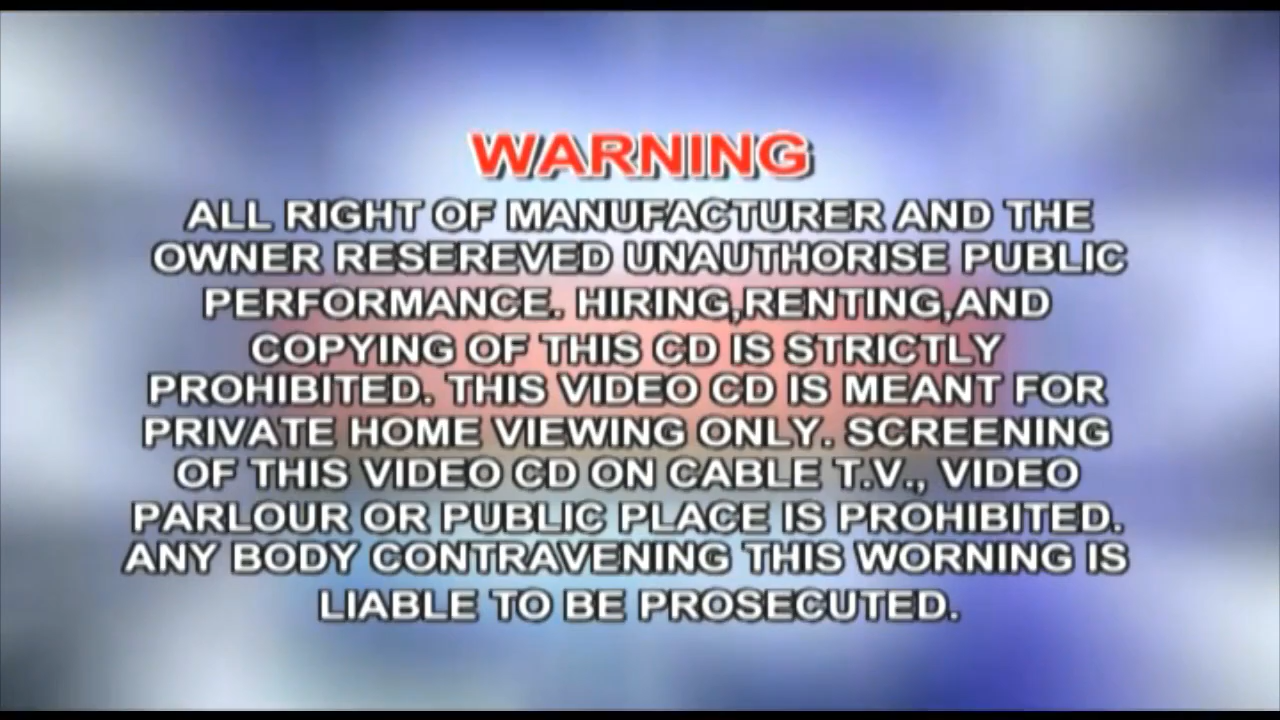 WARNING
ALL RIGHT OF MANUFACTURER AND THE
OWNER RESEREVED UNAUTHORISE PUBLIC
PERFORMANCE. HIRING,RENTING,AND
COPYING OF THIS CD IS STRICTLY
PROHIBITED. THIS VIDEO CD IS MEANT FOR
PRIVATE HOME VIEWING ONLY. SCREENING
OF THIS VIDEO CD ON CABLE T.V., VIDEO
PARLOUR OR PUBLIC PLACE IS PROHIBITED.
ANY BODY CONTRAVENING THIS WORNING IS
LIABLE TO BE PROSECUTED.